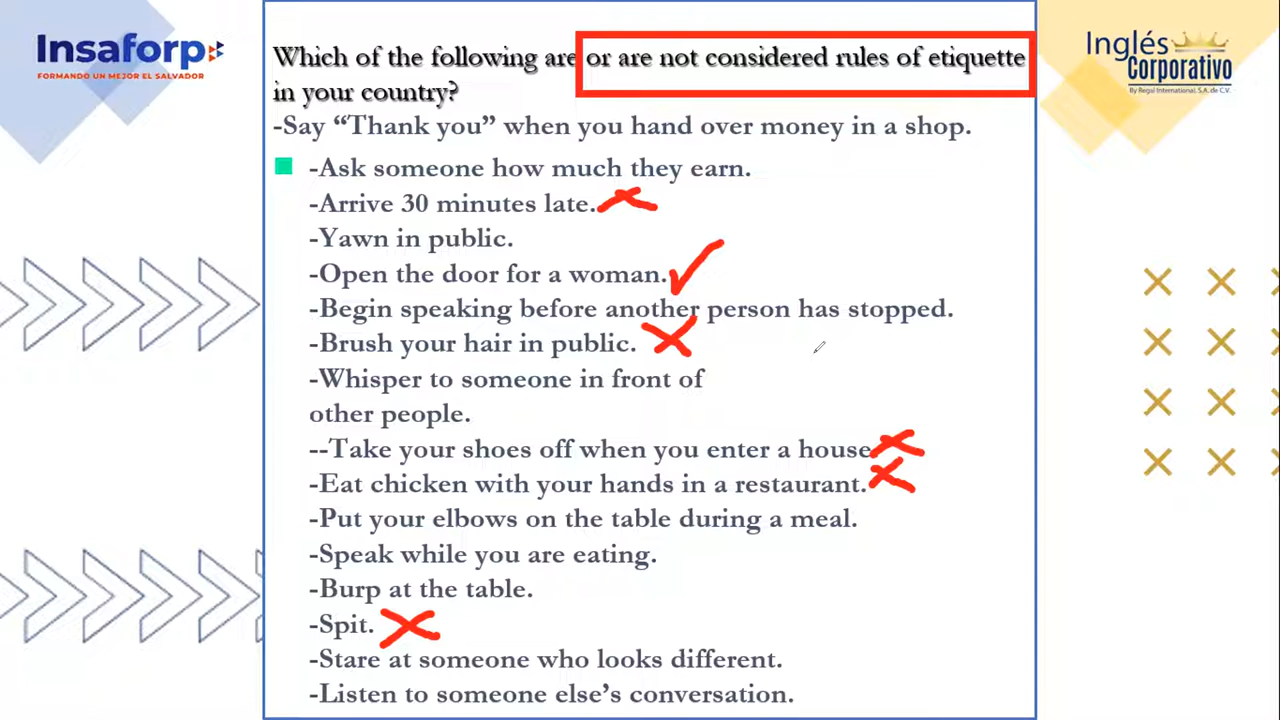 Insaforp
FORMANDO UN MEJOR EL SALVADOR
Inglés
Corporativo
By Regal International, S.A. de C.V.
Which of the following are or are not considered rules of etiquette
in your country?
-Say “Thank you” when you hand over money in a shop.
-Ask someone how much they earn.
-Arrive 30 minutes late.
-Yawn in public.
-Open the door for a woman.
-Begin speaking before another person has stopped.
-Brush your hair in public.
-Whisper to someone in front of
other people.
--Take your shoes off when you enter a house
-Eat chicken with your hands in a restaurant.
-Put your elbows on the table during a meal.
-Speak while you are eating.
-Burp at the table.
-Spit.
-Stare at someone who looks different.
-Listen to someone else’s conversation.